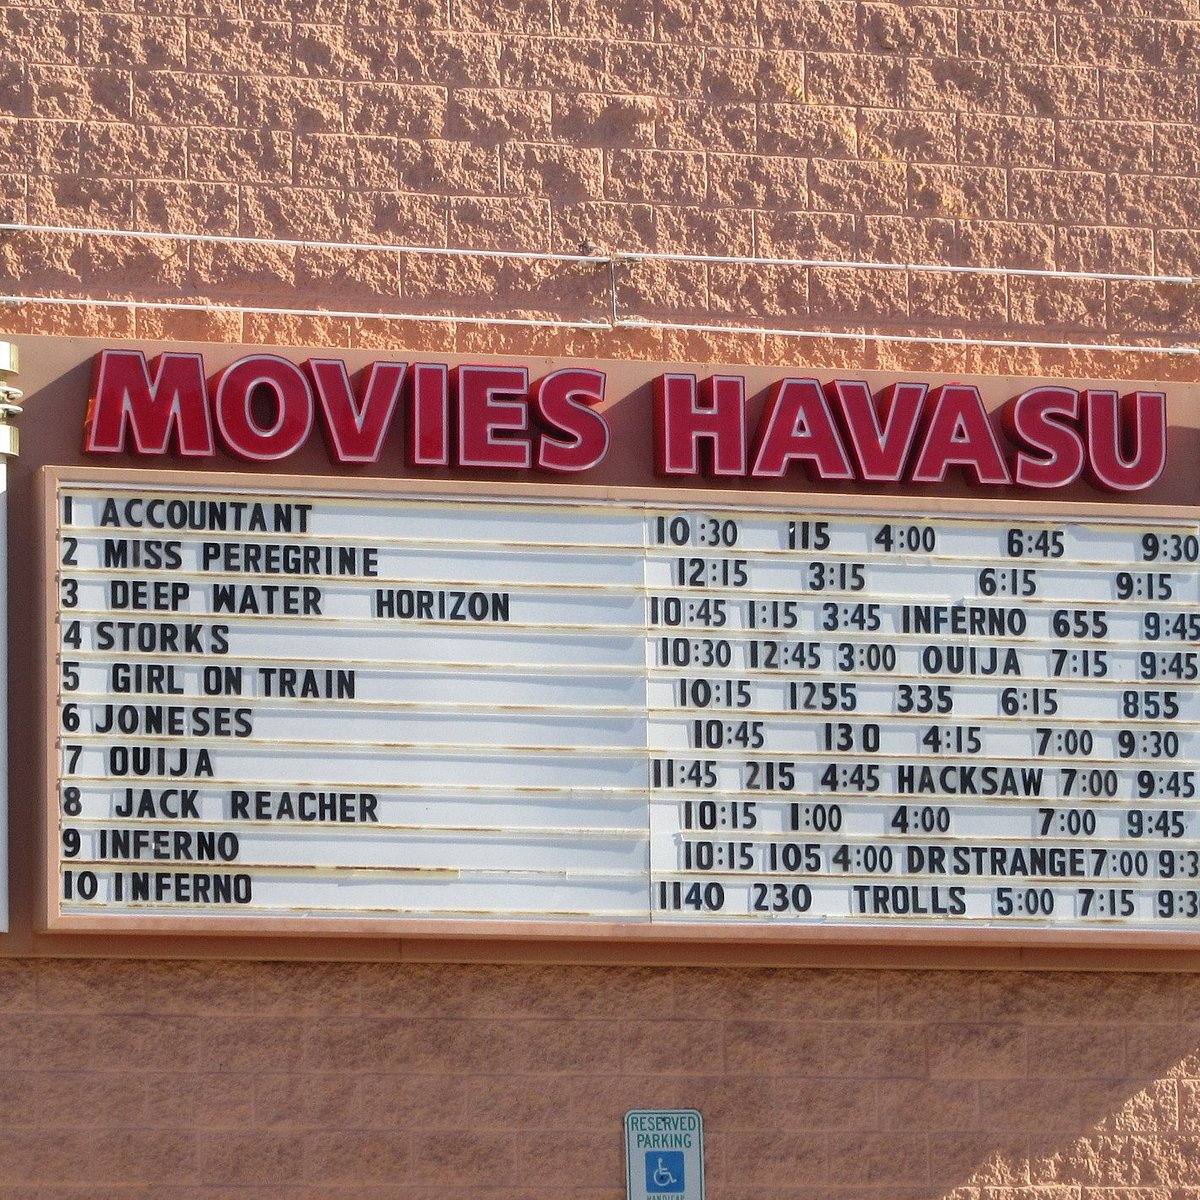 MOVIES HAVASU
1 ACCOUNTANT 10:30 115 4:00 6:45 9:30
2 MISS PEREGRINE 12:15 3:15 6:15 9:15
3 DEEP WATER HORIZON 10:45 1:15 3:45 INFERNO 655 9:45
4 STORKS 10:30 12:45 3:00 OUIJA 7:15 9:45
5 GIRL ON TRAIN 10:15 1255 335 6:15 855
6 JONESES 10:45 130 4:15 7:00 9:30
7 OUIJA 11:45 215 4:45 HACKSAW 7:00 9:45
8 JACK REACHER 10:15 1:00 4:00 7:00 9:45
9 INFERNO 10:15 105 4:00 DR STRANGE 7:00 9:3
10 INFERNO 1140 230 TROLLS 5:00 7:15 9:3
RESERVED
PARKING
HANDICAP